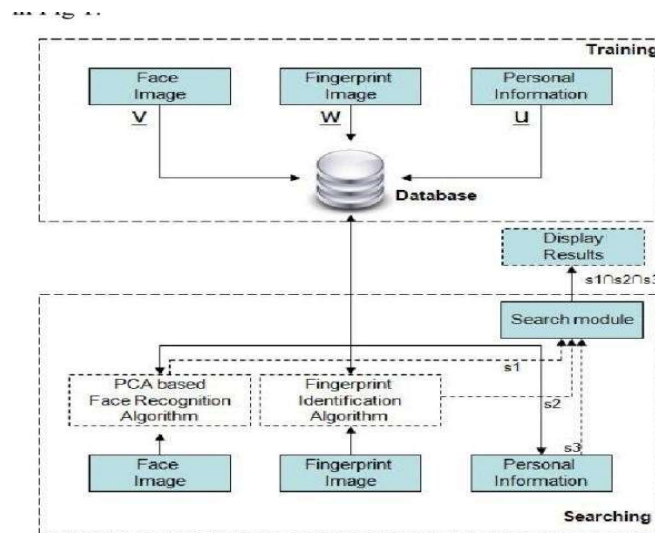 Training
Face
Image
Fingerprint
Image
Personal
Information
v
w
u
Database
Display
Results
s1∩s2∩s3
Search module
s1
PCA based
Face Recognition
Algorithm
Fingerprint
Identification
Algorithm
s2
s3
Face
Image
Fingerprint
Image
Personal
Information
Searching